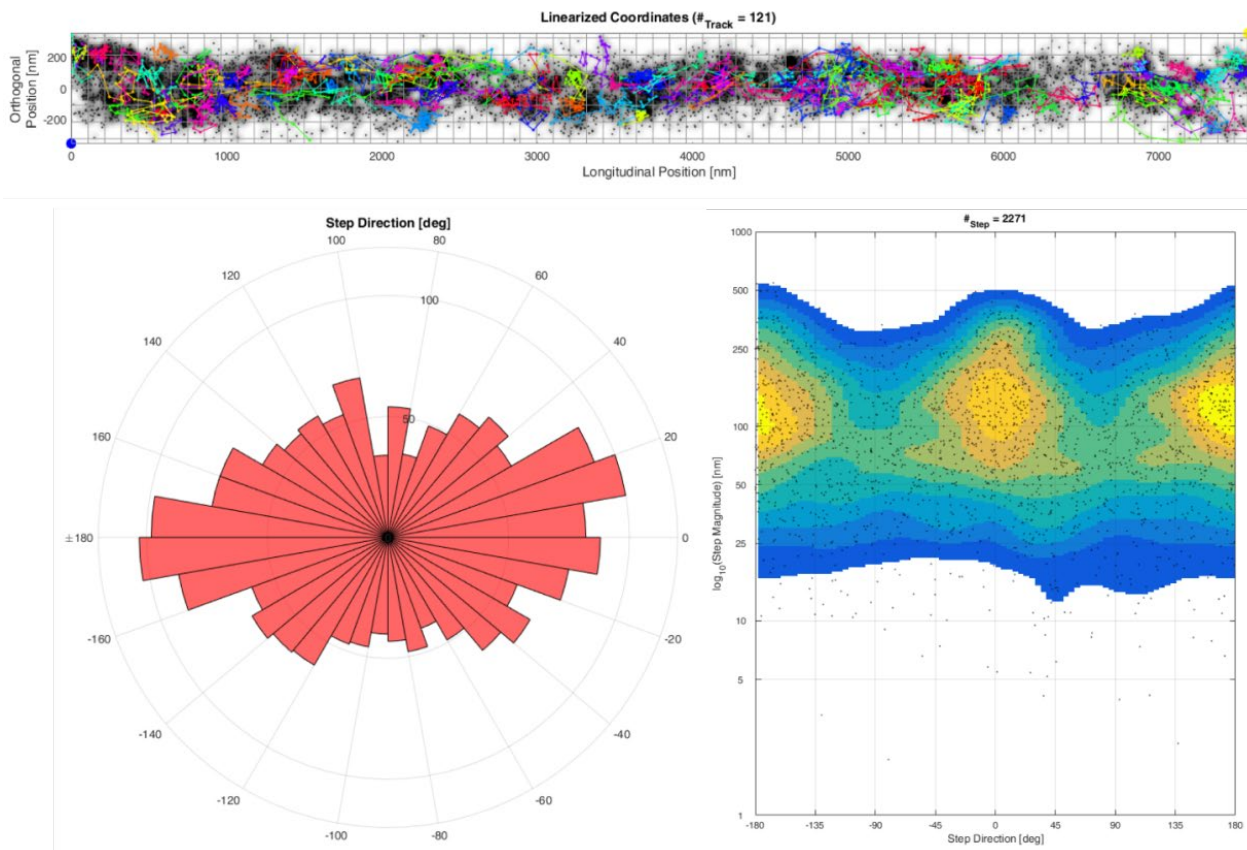 Linearized Coordinates (#Track = 121)
Orthogonal
Position [nm]
200
0
-200
0 1000 2000 3000 4000 5000 6000 7000
Longitudinal Position [nm]
Step Direction [deg]
100 80
120 60
100
140 40
50
160 20
±180 0
-160 -20
-140 -40
-120 -60
-100 -80
#Step = 2271
log10(Step Magnitude) [nm]
1000
500
250
100
50
25
10
5
1
-180 -135 -90 -45 0 45 90 135 180
Step Direction [deg]